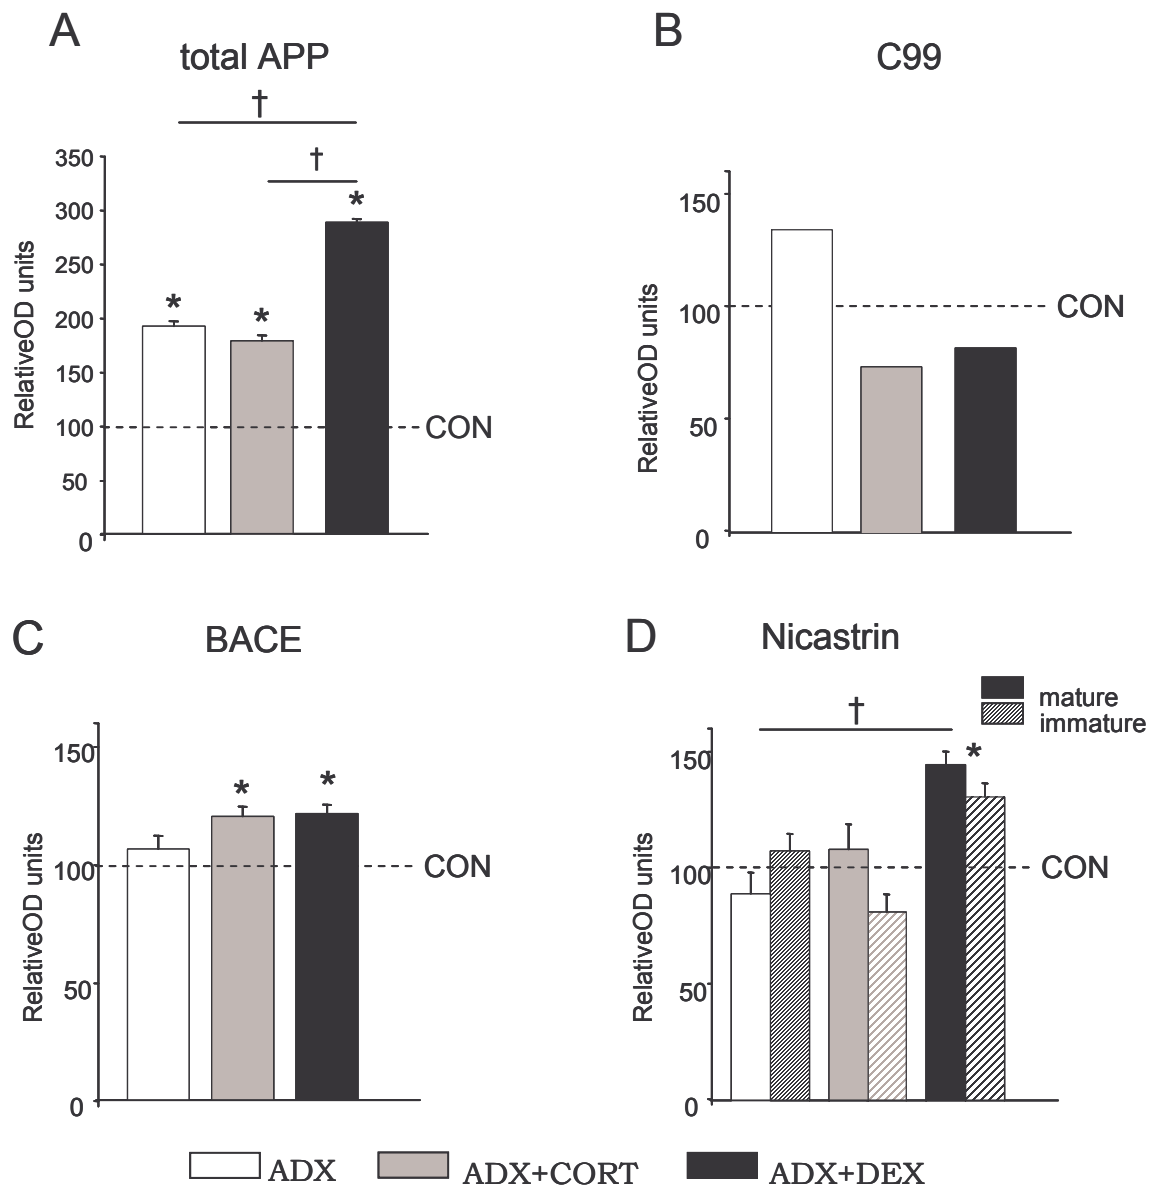 A
total APP
†
†
*
*
*
350
300
250
200
150
100
50
0
RelativeOD units
CON
B
C99
150
100
50
0
RelativeOD units
CON
C
BACE
150
100
50
0
RelativeOD units
*
*
CON
D
Nicastrin
mature
immature
†
*
150
100
50
0
RelativeOD units
CON
ADX
ADX+CORT
ADX+DEX